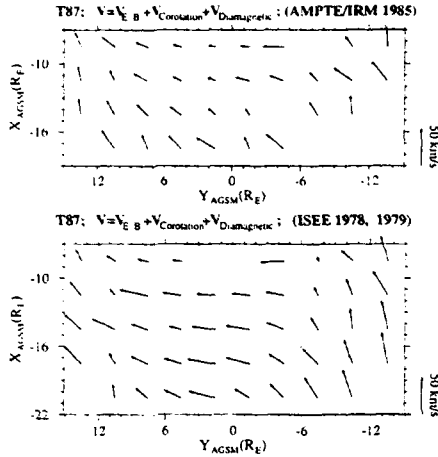 T87; V=V_E B +V_Corotation+V_Diamagnetic ; (AMPTE/IRM 1985)
-10
-16
X_AGSM(R_E)
12 6 0 -6 -12
Y_AGSM(R_E)
50 km/s
T87; V=V_E B +V_Corotation+V_Diamagnetic ; (ISEE 1978, 1979)
-10
-16
-22
X_AGSM(R_E)
12 6 0 -6 -12
Y_AGSM(R_E)
50 km/s